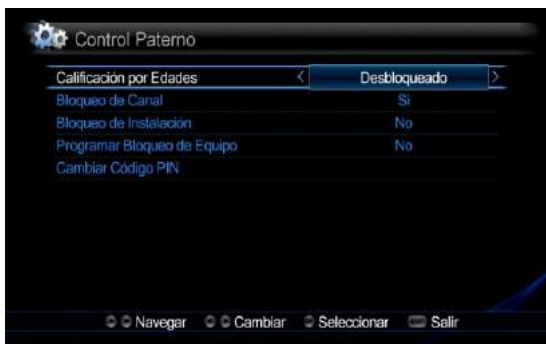 Control Paterno
Calificación por Edades < Desbloqueado >
Bloqueo de Canal Si
Bloqueo de Instalación No
Programar Bloqueo de Equipo No
Cambiar Código PIN
Navegar Cambiar Seleccionar Salir